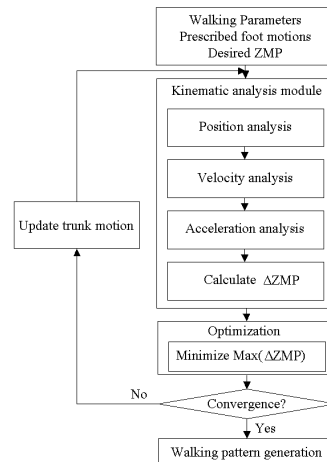 Walking Parameters
Prescribed foot motions
Desired ZMP
Kinematic analysis module
Position analysis
Velocity analysis
Acceleration analysis
Calculate ΔZMP
Update trunk motion
Optimization
Minimize Max(ΔZMP)
No
Convergence?
Yes
Walking pattern generation